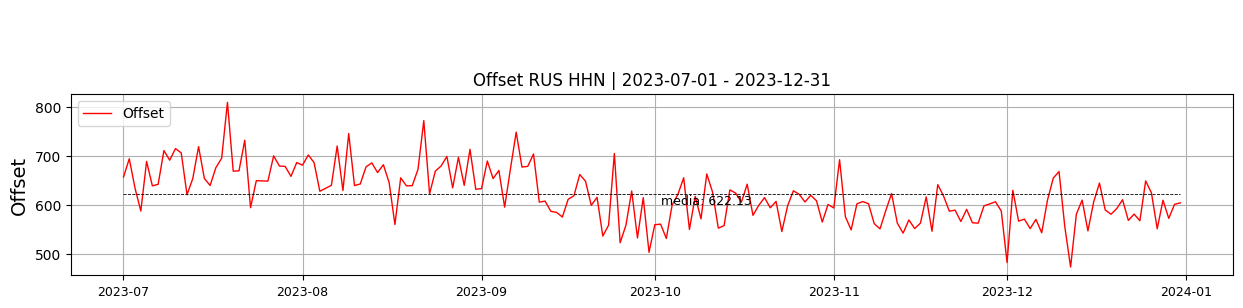 Offset RUS HHN | 2023-07-01 - 2023-12-31
Offset
Offset
800
700
600
500
média: 622.13
2023-07
2023-08
2023-09
2023-10
2023-11
2023-12
2024-01